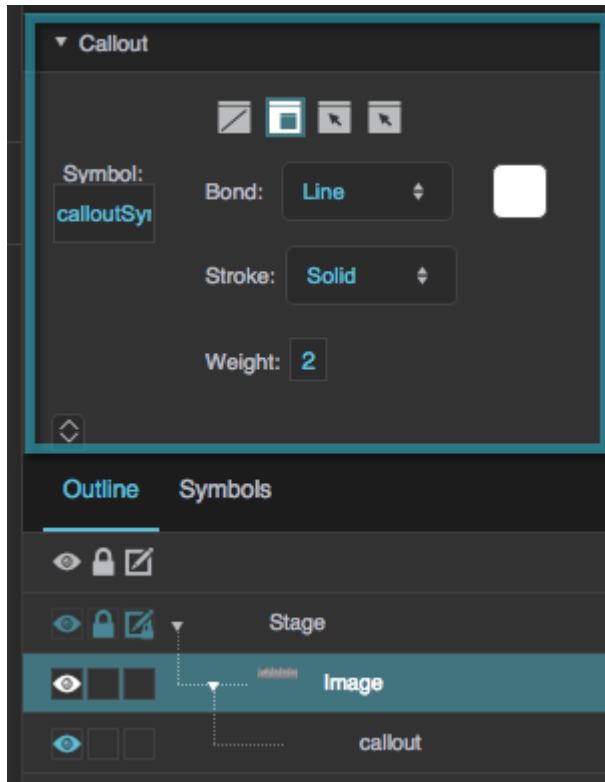 Callout
Symbol:
calloutSyı
Bond: Line
Stroke: Solid
Weight: 2
Outline Symbols
Stage
Image
callout